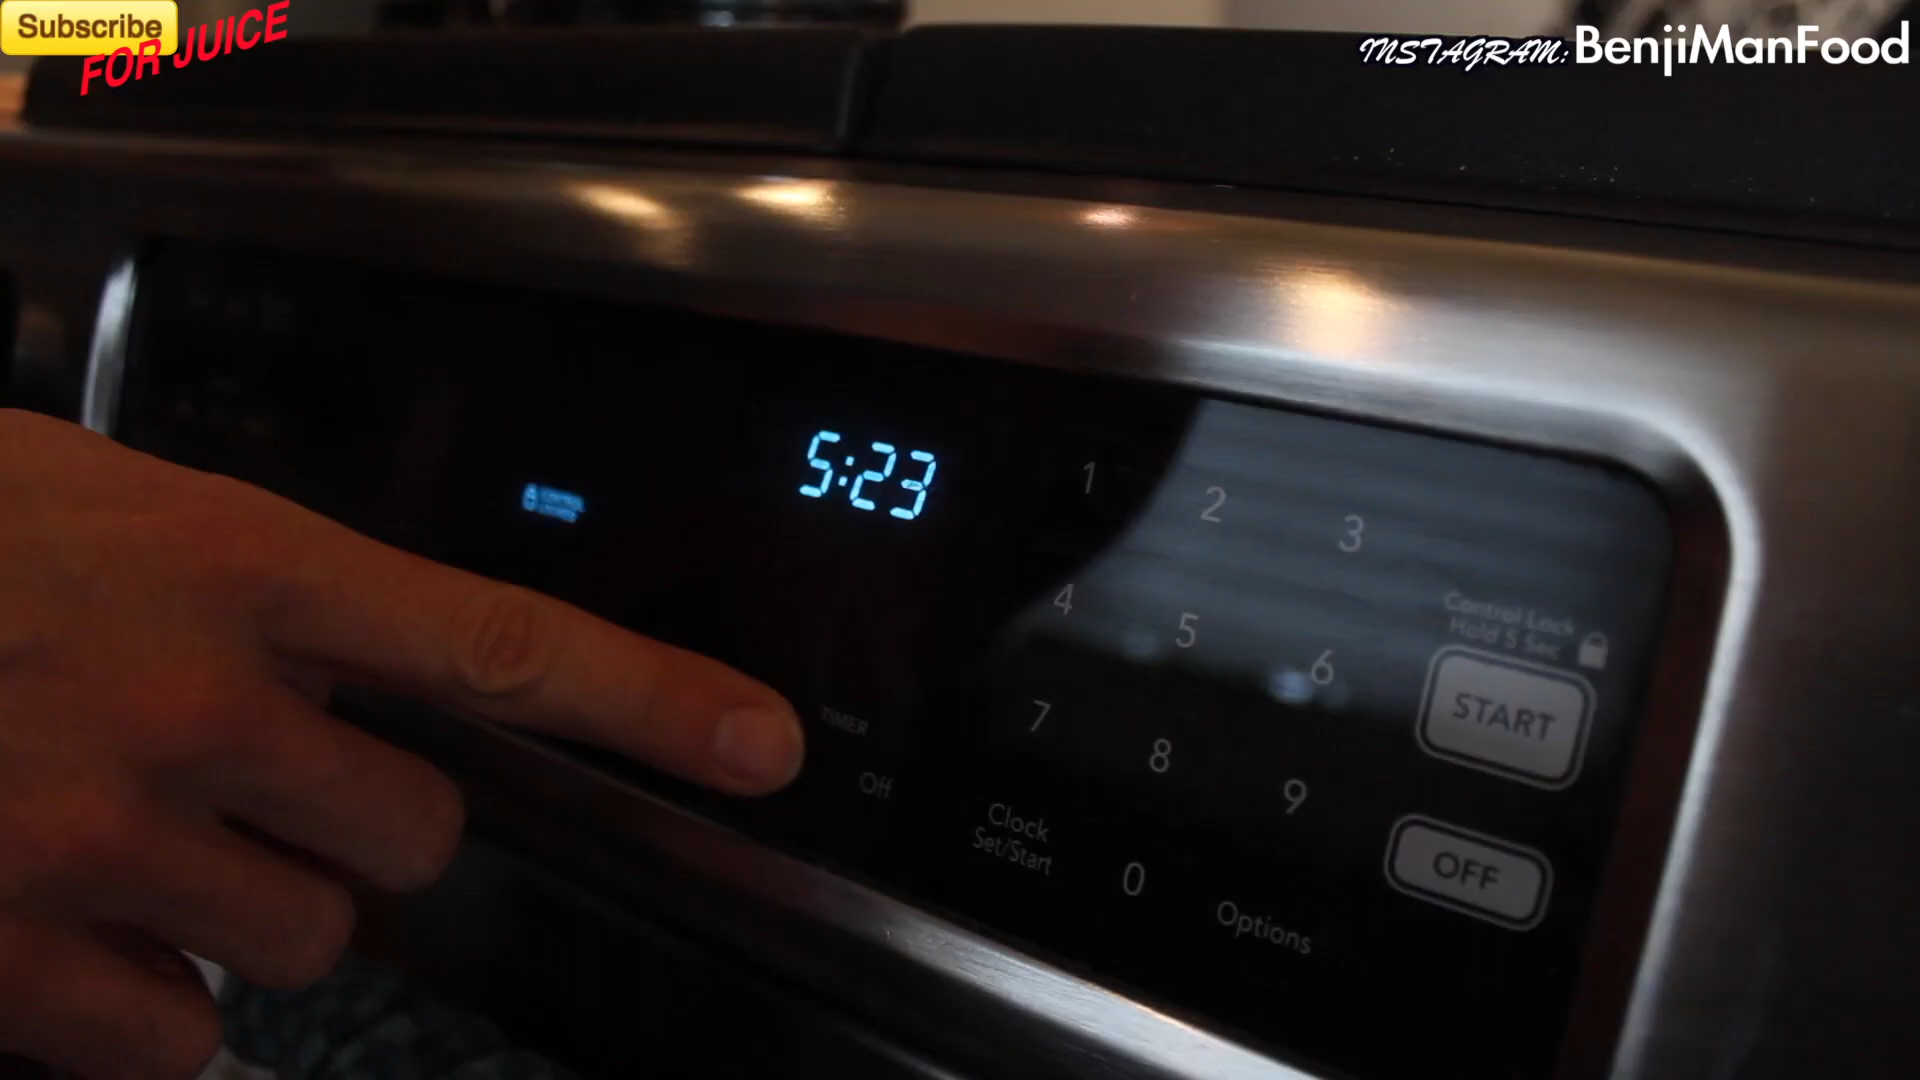 Subscribe
FOR JUICE
INSTAGRAM: BenjiManFood
5:23
1
2
3
4
5
6
Control Lock
Hold 5 Sec
START
TIMER
Off
7
8
9
Clock
Set/Start
0
Options
OFF